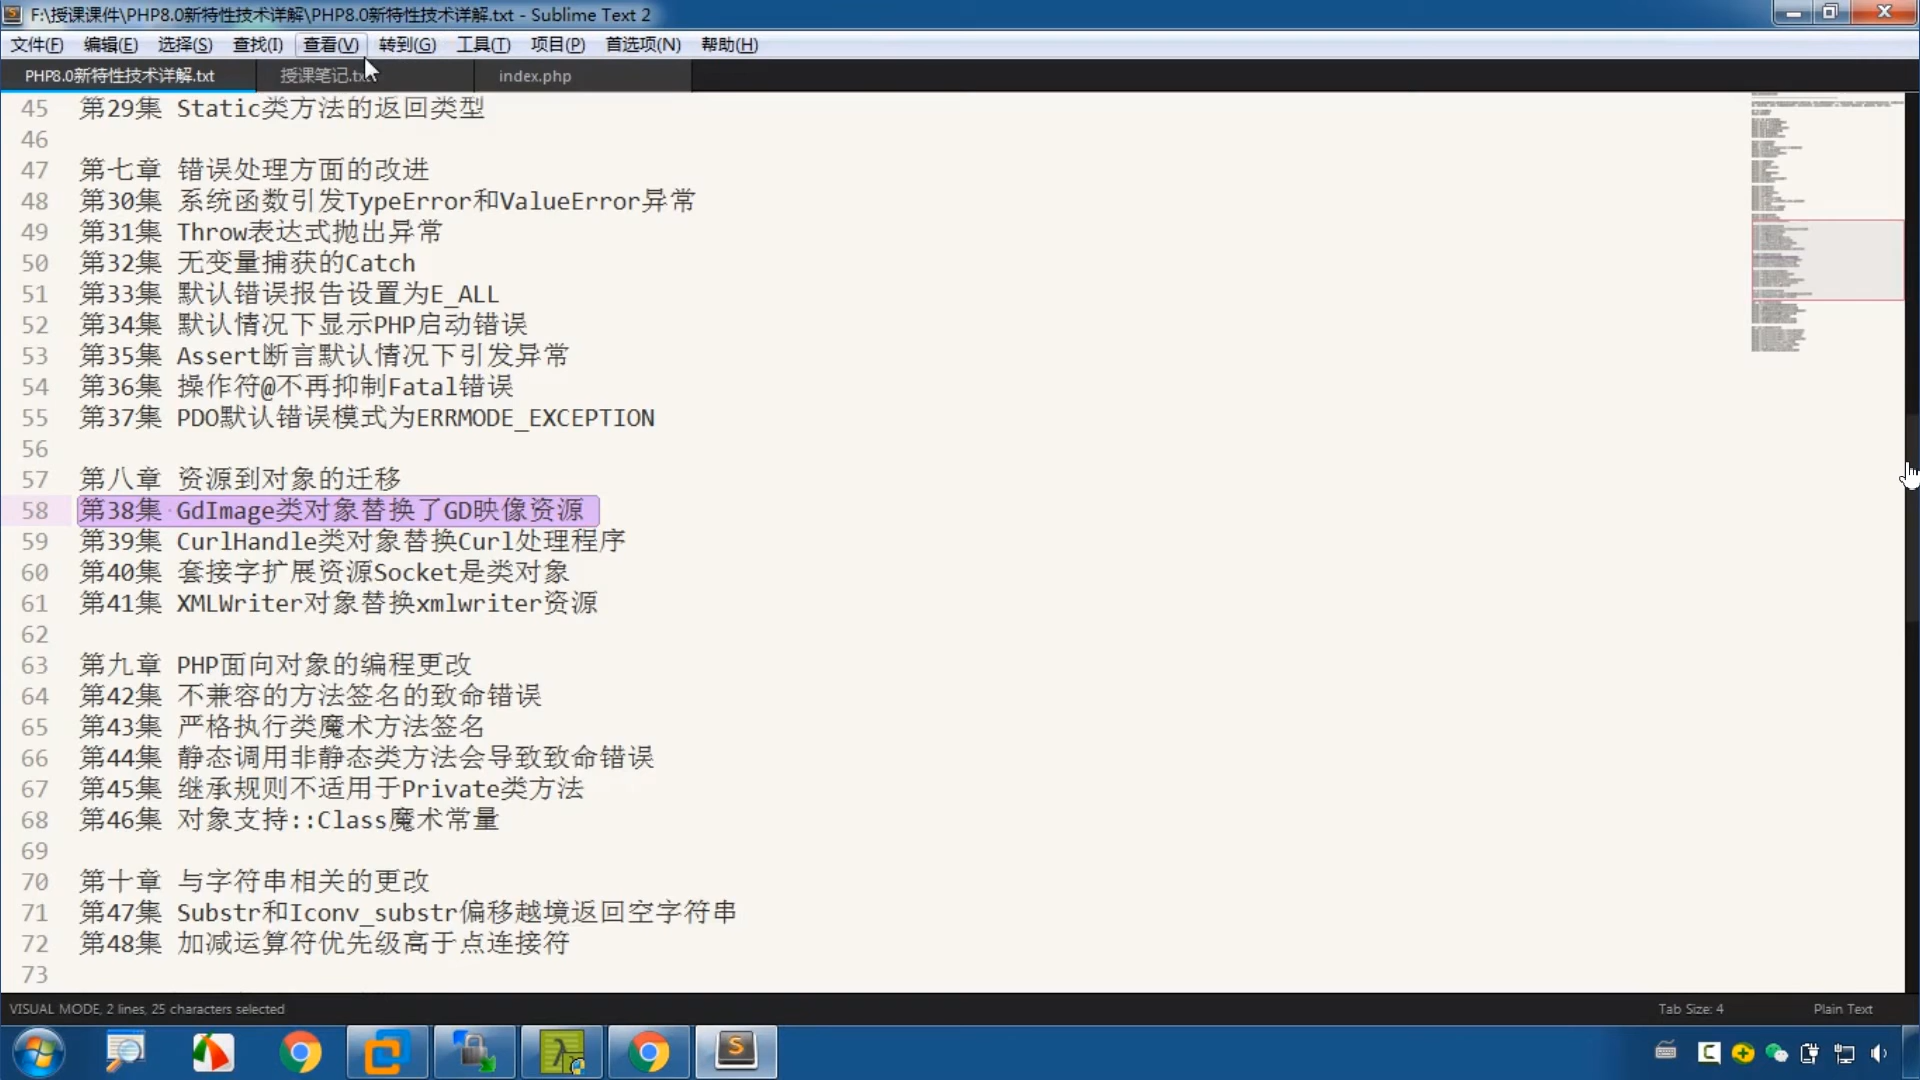 F:\授课课件\PHP8.0新特性技术详解\PHP8.0新特性技术详解.txt - Sublime Text 2
文件(F) 编辑(E) 选择(S) 查找(I) 查看(V) 转到(G) 工具(T) 项目(P) 首选项(N) 帮助(H)
PHP8.0新特性技术详解.txt 授课笔记.txt index.php
45 第29集 Static类方法的返回类型
46
47 第七章 错误处理方面的改进
48 第30集 系统函数引发TypeError和ValueError异常
49 第31集 Throw表达式抛出异常
50 第32集 无变量捕获的Catch
51 第33集 默认错误报告设置为E_ALL
52 第34集 默认情况下显示PHP启动错误
53 第35集 Assert断言默认情况下引发异常
54 第36集 操作符@不再抑制Fatal错误
55 第37集 PDO默认错误模式为ERRMODE_EXCEPTION
56
57 第八章 资源到对象的迁移
58 第38集 GdImage类对象替换了GD映像资源
59 第39集 CurlHandle类对象替换Curl处理程序
60 第40集 套接字扩展资源Socket是类对象
61 第41集 XMLWriter对象替换xmlwriter资源
62
63 第九章 PHP面向对象的编程更改
64 第42集 不兼容的方法签名的致命错误
65 第43集 严格执行类魔术方法签名
66 第44集 静态调用非静态类方法会导致致命错误
67 第45集 继承规则不适用于Private类方法
68 第46集 对象支持::Class魔术常量
69
70 第十章 与字符串相关的更改
71 第47集 Substr和Iconv_substr偏移越境返回空字符串
72 第48集 加减运算符优先级高于点连接符
73
VISUAL MODE, 2 lines, 25 characters selected Tab Size: 4 Plain Text